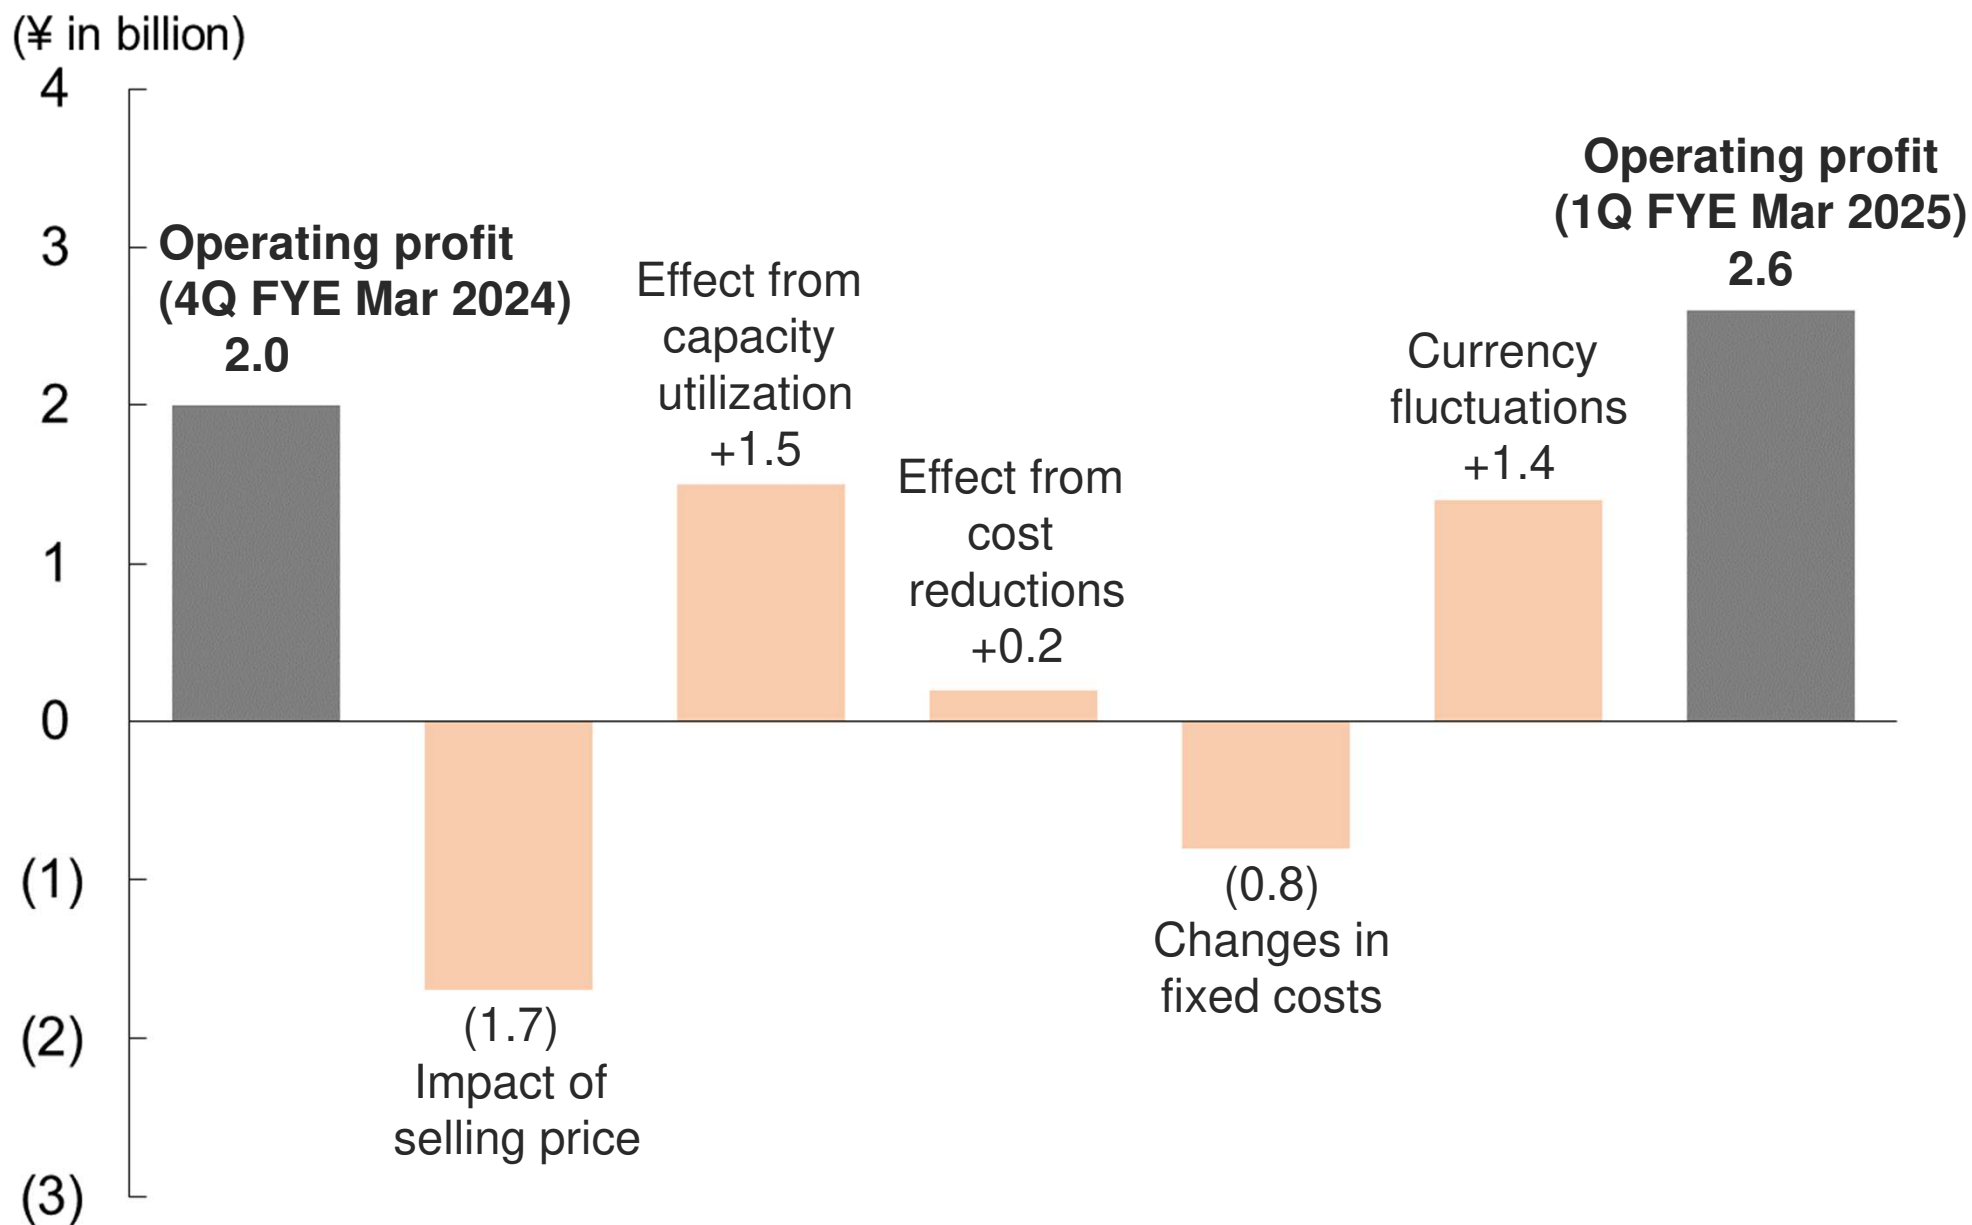 (¥ in billion)
4
3
2
1
0
(1)
(2)
(3)
Operating profit
(4Q FYE Mar 2024)
2.0
(1.7)
Impact of
selling price
Effect from
capacity
utilization
+1.5
Effect from
cost
reductions
+0.2
(0.8)
Changes in
fixed costs
Currency
fluctuations
+1.4
Operating profit
(1Q FYE Mar 2025)
2.6